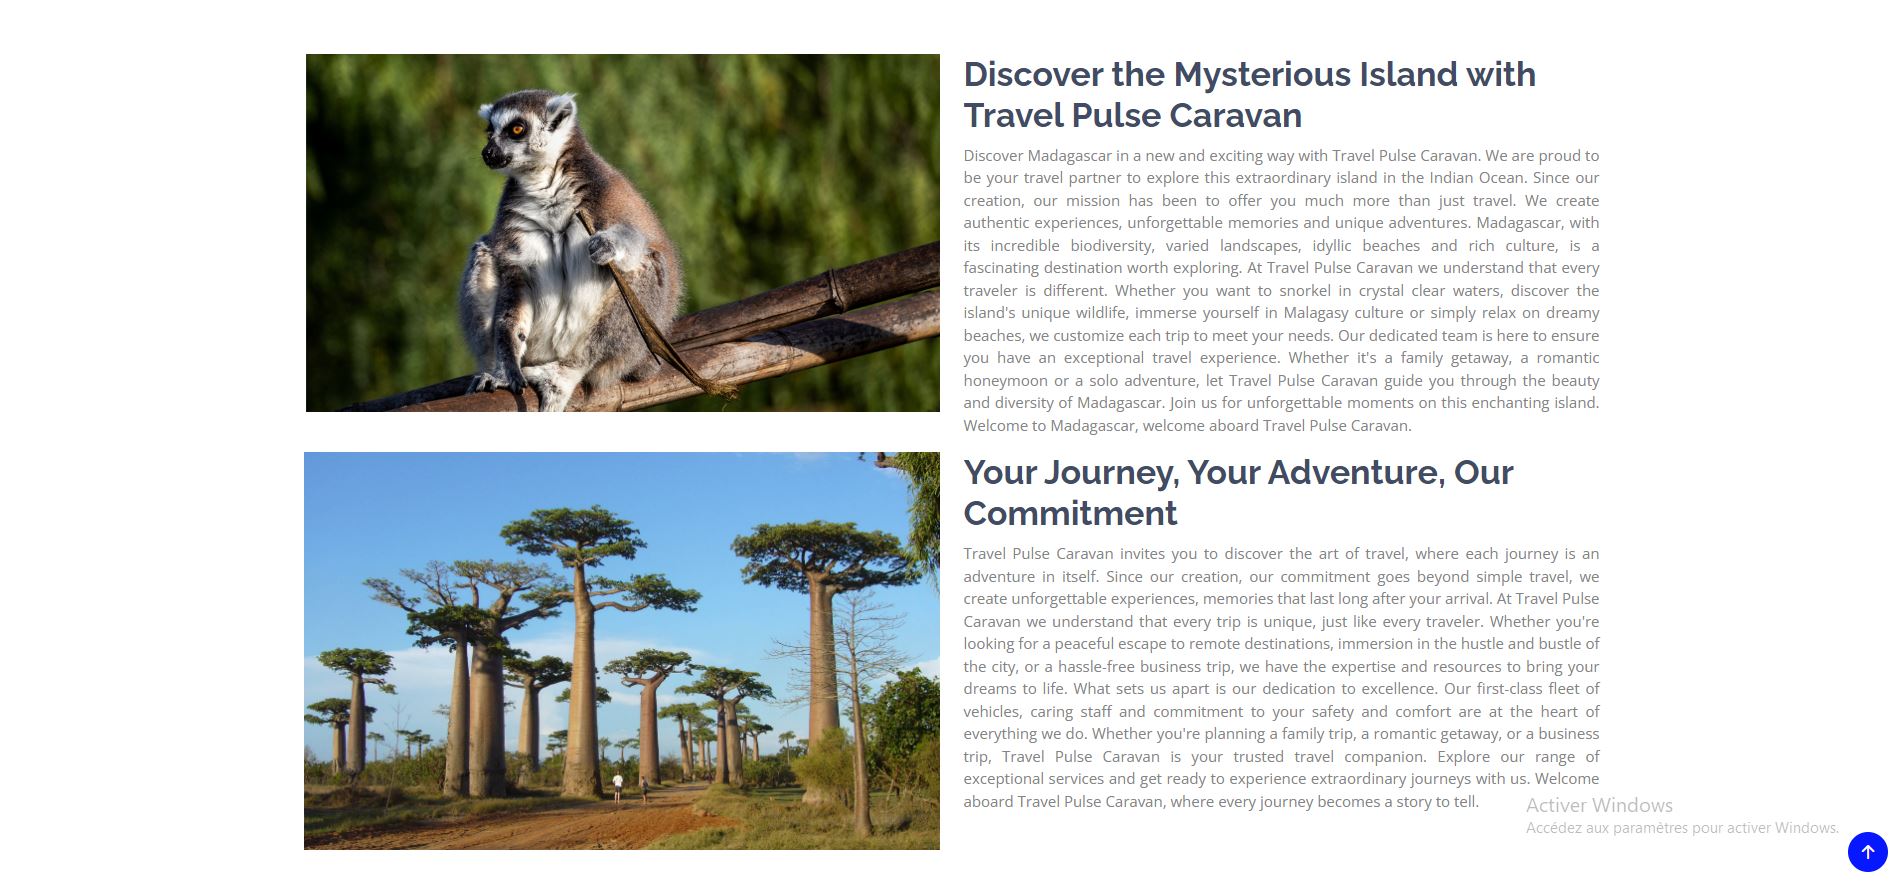 Discover the Mysterious Island with
Travel Pulse Caravan
Discover Madagascar in a new and exciting way with Travel Pulse Caravan. We are proud to
be your travel partner to explore this extraordinary island in the Indian Ocean. Since our
creation, our mission has been to offer you much more than just travel. We create
authentic experiences, unforgettable memories and unique adventures. Madagascar, with
its incredible biodiversity, varied landscapes, idyllic beaches and rich culture, is a
fascinating destination worth exploring. At Travel Pulse Caravan we understand that every
traveler is different. Whether you want to snorkel in crystal clear waters, discover the
island's unique wildlife, immerse yourself in Malagasy culture or simply relax on dreamy
beaches, we customize each trip to meet your needs. Our dedicated team is here to ensure
you have an exceptional travel experience. Whether it's a family getaway, a romantic
honeymoon or a solo adventure, let Travel Pulse Caravan guide you through the beauty
and diversity of Madagascar. Join us for unforgettable moments on this enchanting island.
Welcome to Madagascar, welcome aboard Travel Pulse Caravan.
Your Journey, Your Adventure, Our
Commitment
Travel Pulse Caravan invites you to discover the art of travel, where each journey is an
adventure in itself. Since our creation, our commitment goes beyond simple travel, we
create unforgettable experiences, memories that last long after your arrival. At Travel Pulse
Caravan we understand that every trip is unique, just like every traveler. Whether you're
looking for a peaceful escape to remote destinations, immersion in the hustle and bustle of
the city, or a hassle-free business trip, we have the expertise and resources to bring your
dreams to life. What sets us apart is our dedication to excellence. Our first-class fleet of
vehicles, caring staff and commitment to your safety and comfort are at the heart of
everything we do. Whether you're planning a family trip, a romantic getaway, or a business
trip, Travel Pulse Caravan is your trusted travel companion. Explore our range of
exceptional services and get ready to experience extraordinary journeys with us. Welcome
aboard Travel Pulse Caravan, where every journey becomes a story to tell.
Activer Windows
Accédez aux paramètres pour activer Windows.